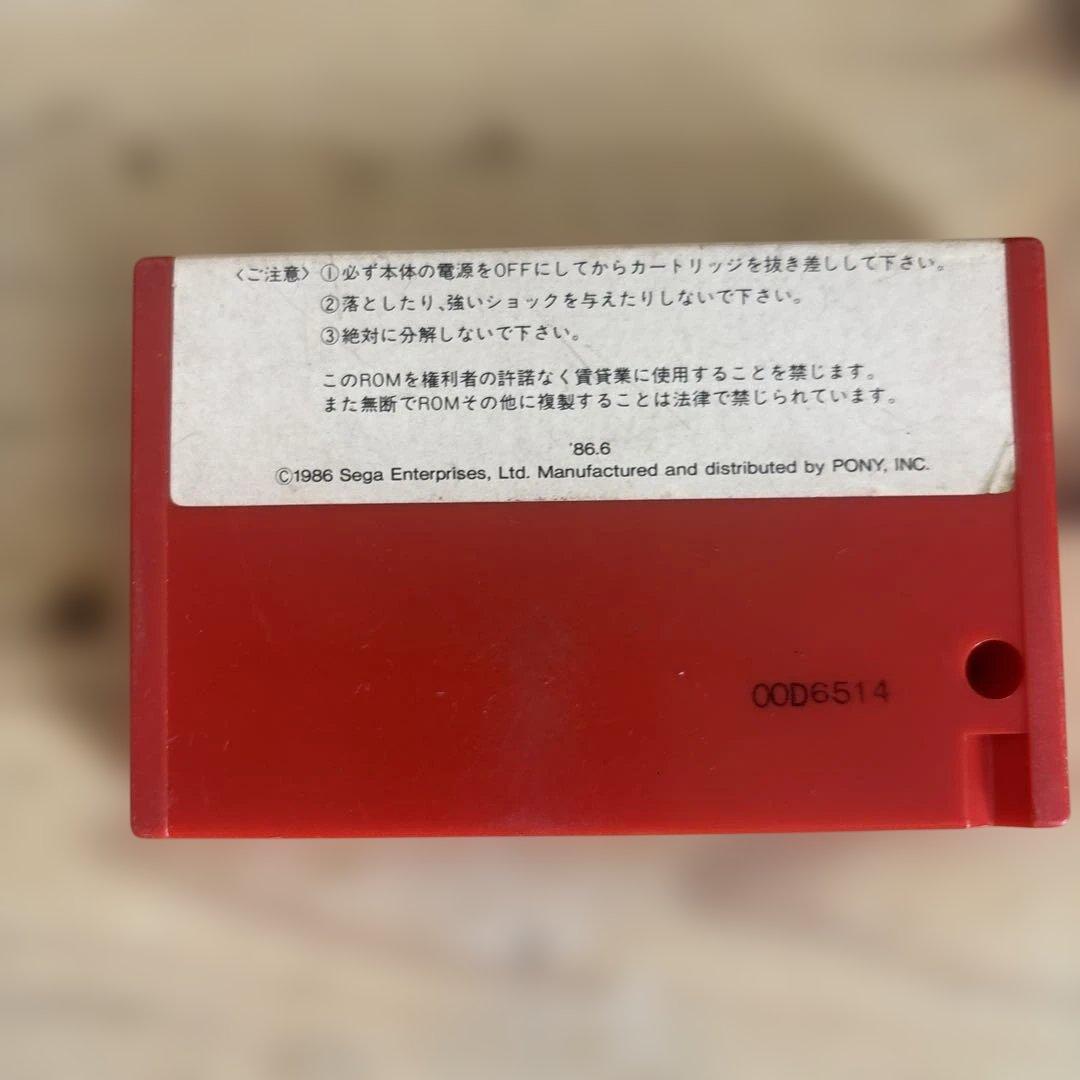 〈ご注意〉①必ず本体の電源をOFFにしてからカートリッジを抜き差しして下さい。
②落としたり、強いショックを与えたりしないで下さい。
③絶対に分解しないで下さい。
このROMを権利者の許諾なく賃貸業に使用することを禁じます。
また無断でROMその他に複製することは法律で禁じられています。
'86.6
©1986 Sega Enterprises, Ltd. Manufactured and distributed by PONY, INC.
OOD6514